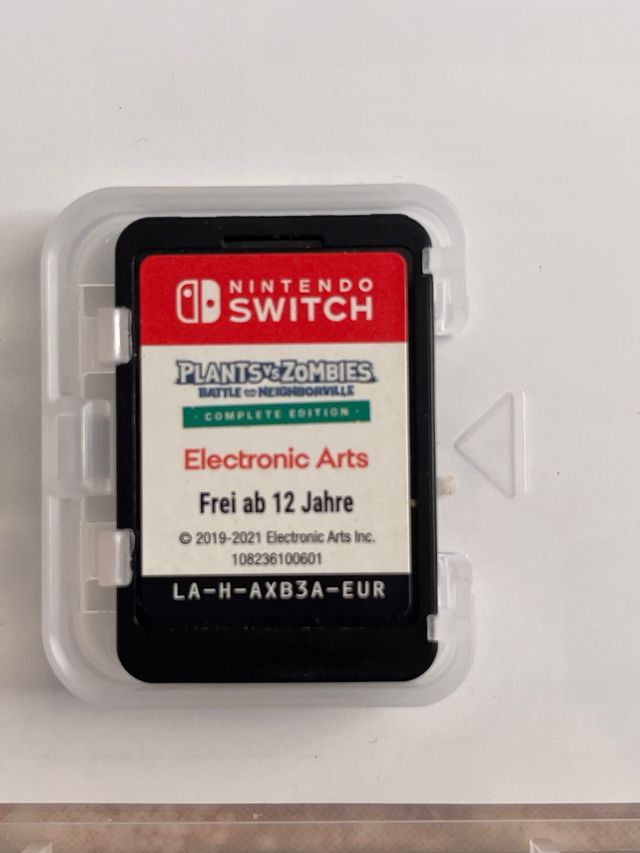 NINTENDO
SWITCH
PLANTS VS. ZOMBIES
BATTLE FOR NEIGHBORVILLE
· COMPLETE EDITION ·
Electronic Arts
Frei ab 12 Jahre
© 2019-2021 Electronic Arts Inc.
108236100601
LA-H-AXB3A-EUR